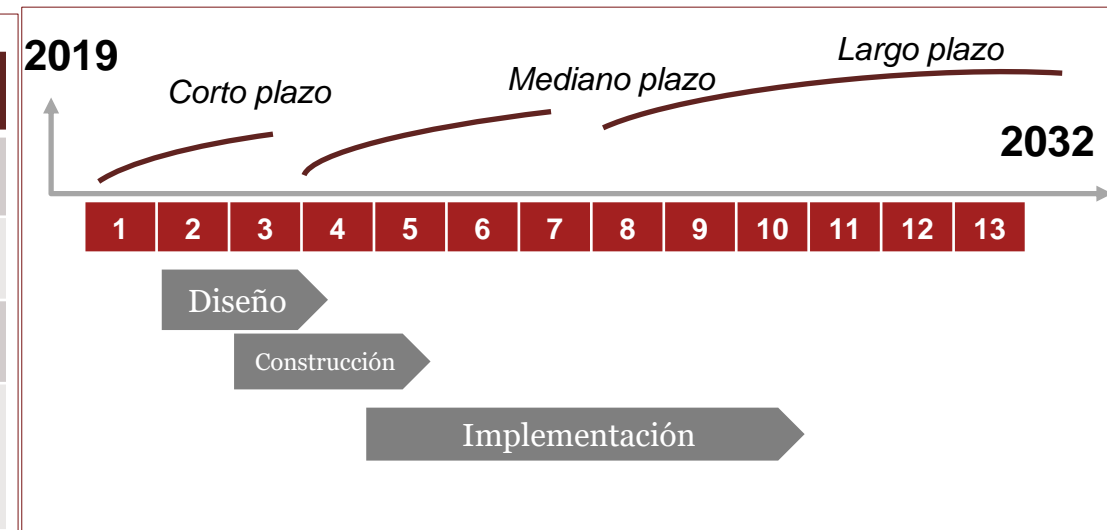 2019
Corto plazo
Mediano plazo
Largo plazo
2032
1 2 3 4 5 6 7 8 9 10 11 12 13
Diseño
Construcción
Implementación